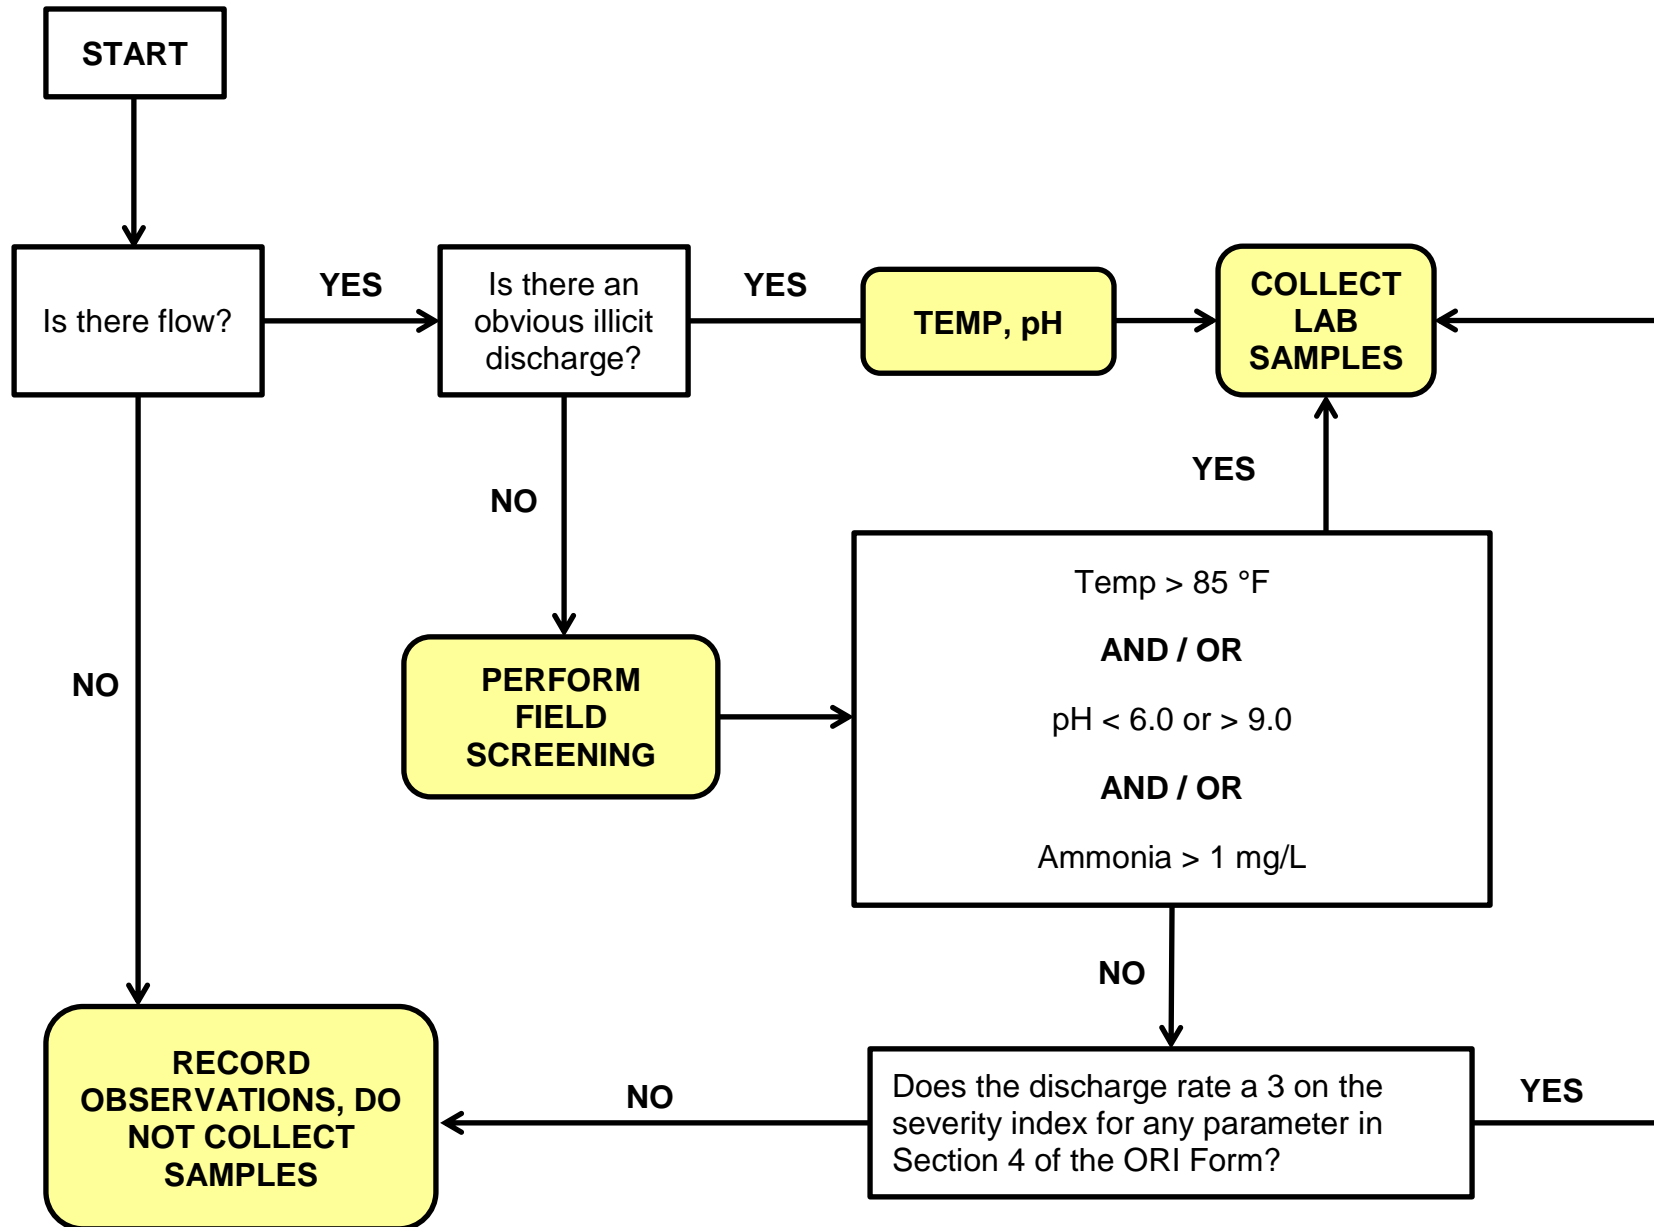 START
Is there flow?
YES
Is there an
obvious illicit
discharge?
YES
TEMP, pH
COLLECT
LAB
SAMPLES
NO
NO
YES
PERFORM
FIELD
SCREENING
Temp > 85 °F
AND / OR
pH < 6.0 or > 9.0
AND / OR
Ammonia > 1 mg/L
NO
RECORD
OBSERVATIONS, DO
NOT COLLECT
SAMPLES
NO
Does the discharge rate a 3 on the
severity index for any parameter in
Section 4 of the ORI Form?
YES